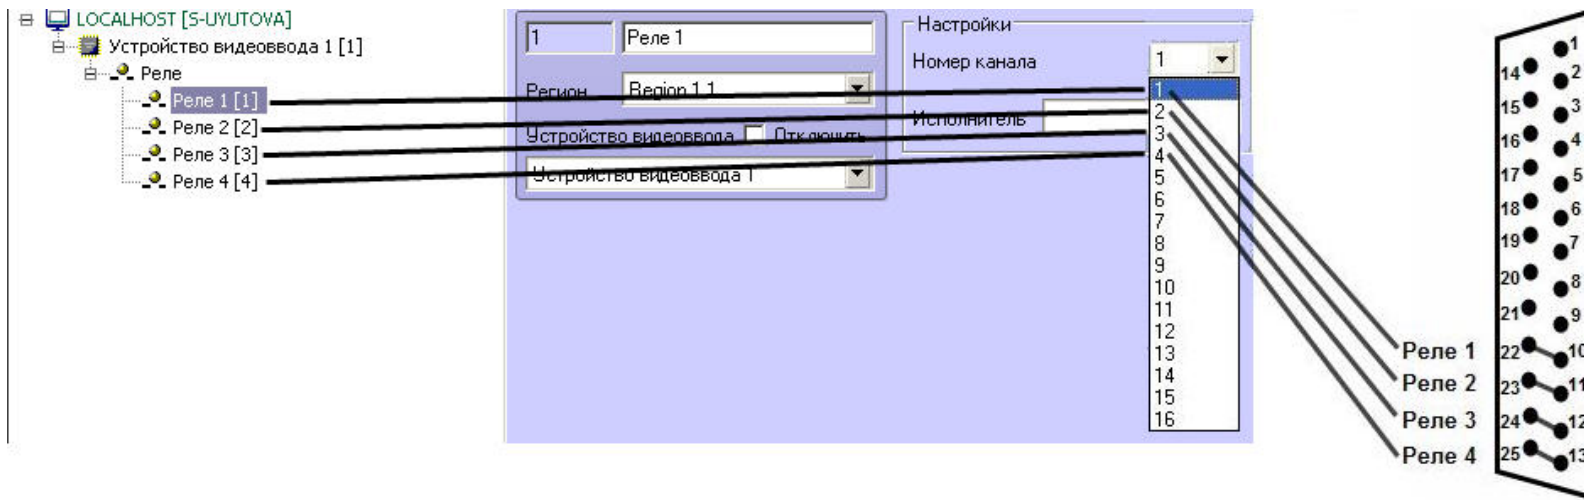 LOCALHOST [S-UYUTOVA]
Устройство видеоввода 1 [1]
Реле
Реле 1 [1]
Реле 2 [2]
Реле 3 [3]
Реле 4 [4]
1
Реле 1
Регион
Region 1.1
Устройство видеоввода
Отключить
Устройство видеоввода 1
Настройки
Номер канала
1
Исполнитель
1
2
3
4
5
6
7
8
9
10
11
12
13
14
15
16
Реле 1
Реле 2
Реле 3
Реле 4
1
14
2
15
3
16
4
17
5
18
6
19
7
20
8
21
9
22
10
23
11
24
12
25
13